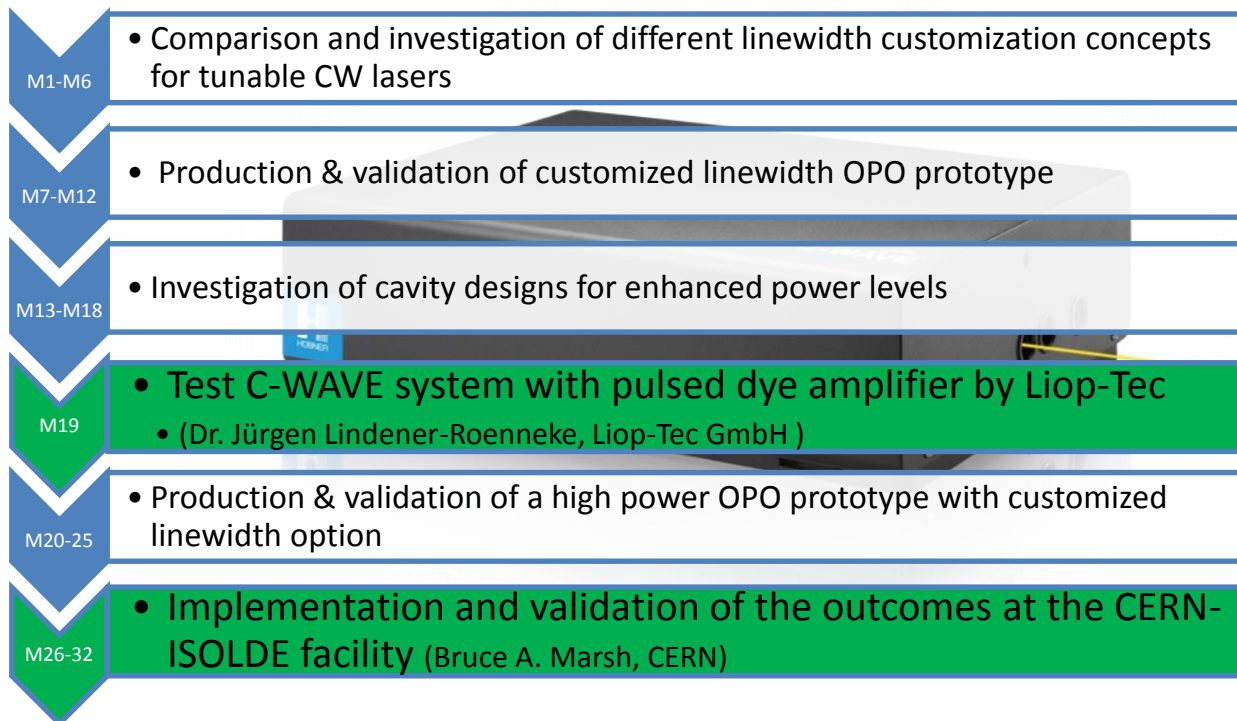 M1-M6
• Comparison and investigation of different linewidth customization concepts
for tunable CW lasers
M7-M12
• Production & validation of customized linewidth OPO prototype
M13-M18
• Investigation of cavity designs for enhanced power levels
WAVE
HÜBNER
M19
• Test C-WAVE system with pulsed dye amplifier by Liop-Tec
• (Dr. Jürgen Lindener-Roenneke, Liop-Tec GmbH )
M20-25
• Production & validation of a high power OPO prototype with customized
linewidth option
M26-32
• Implementation and validation of the outcomes at the CERN-
ISOLDE facility (Bruce A. Marsh, CERN)